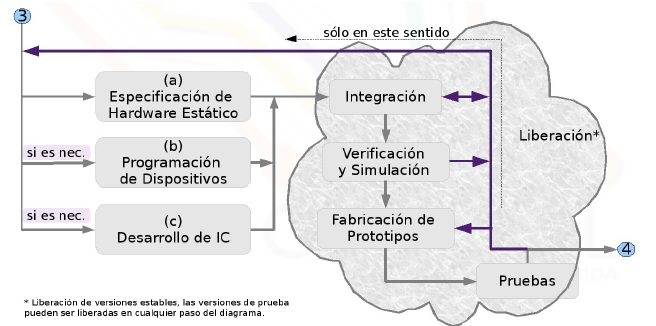 3
sólo en este sentido
(a)
Especificación de
Hardware Estático
Integración
Liberación*
si es nec.
(b)
Programación
de Dispositivos
Verificación
y Simulación
si es nec.
(c)
Desarrollo de IC
Fabricación de
Prototipos
4
Pruebas
* Liberación de versiones estables, las versiones de prueba
pueden ser liberadas en cualquier paso del diagrama.